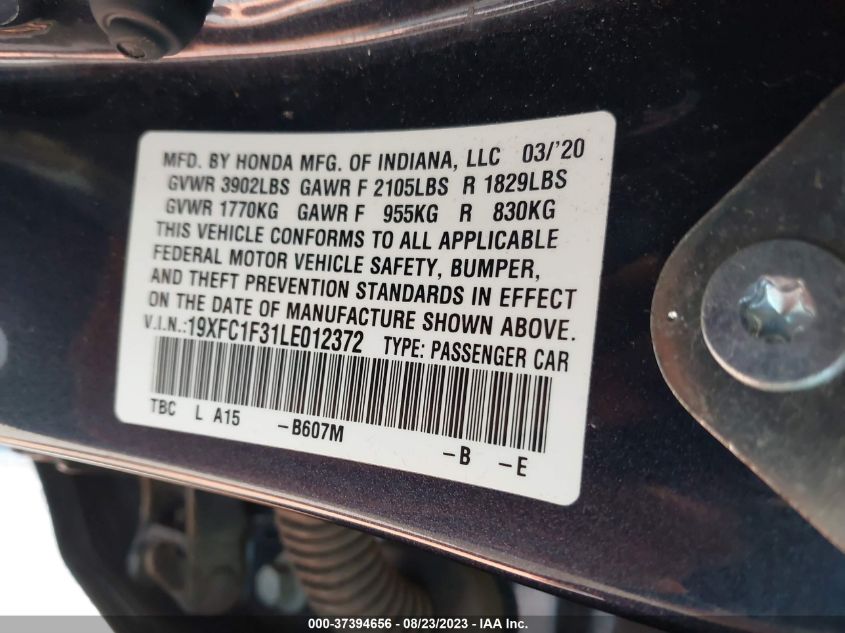 MFD. BY HONDA MFG. OF INDIANA, LLC 03/'20
GVWR 3902LBS GAWR F 2105LBS R 1829LBS
GVWR 1770KG GAWR F 955KG R 830KG
THIS VEHICLE CONFORMS TO ALL APPLICABLE
FEDERAL MOTOR VEHICLE SAFETY, BUMPER,
AND THEFT PREVENTION STANDARDS IN EFFECT
ON THE DATE OF MANUFACTURE SHOWN ABOVE.
V.I.N.:19XFC1F31LE012372 TYPE: PASSENGER CAR
TBC L A15 -B607M -B -E
000-37394656 - 08/23/2023 - IAAI.COM